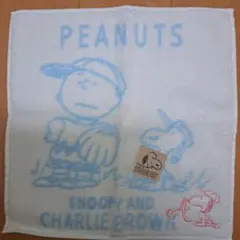 PEANUTS
SNOOPY AND
CHARLIE BROWN